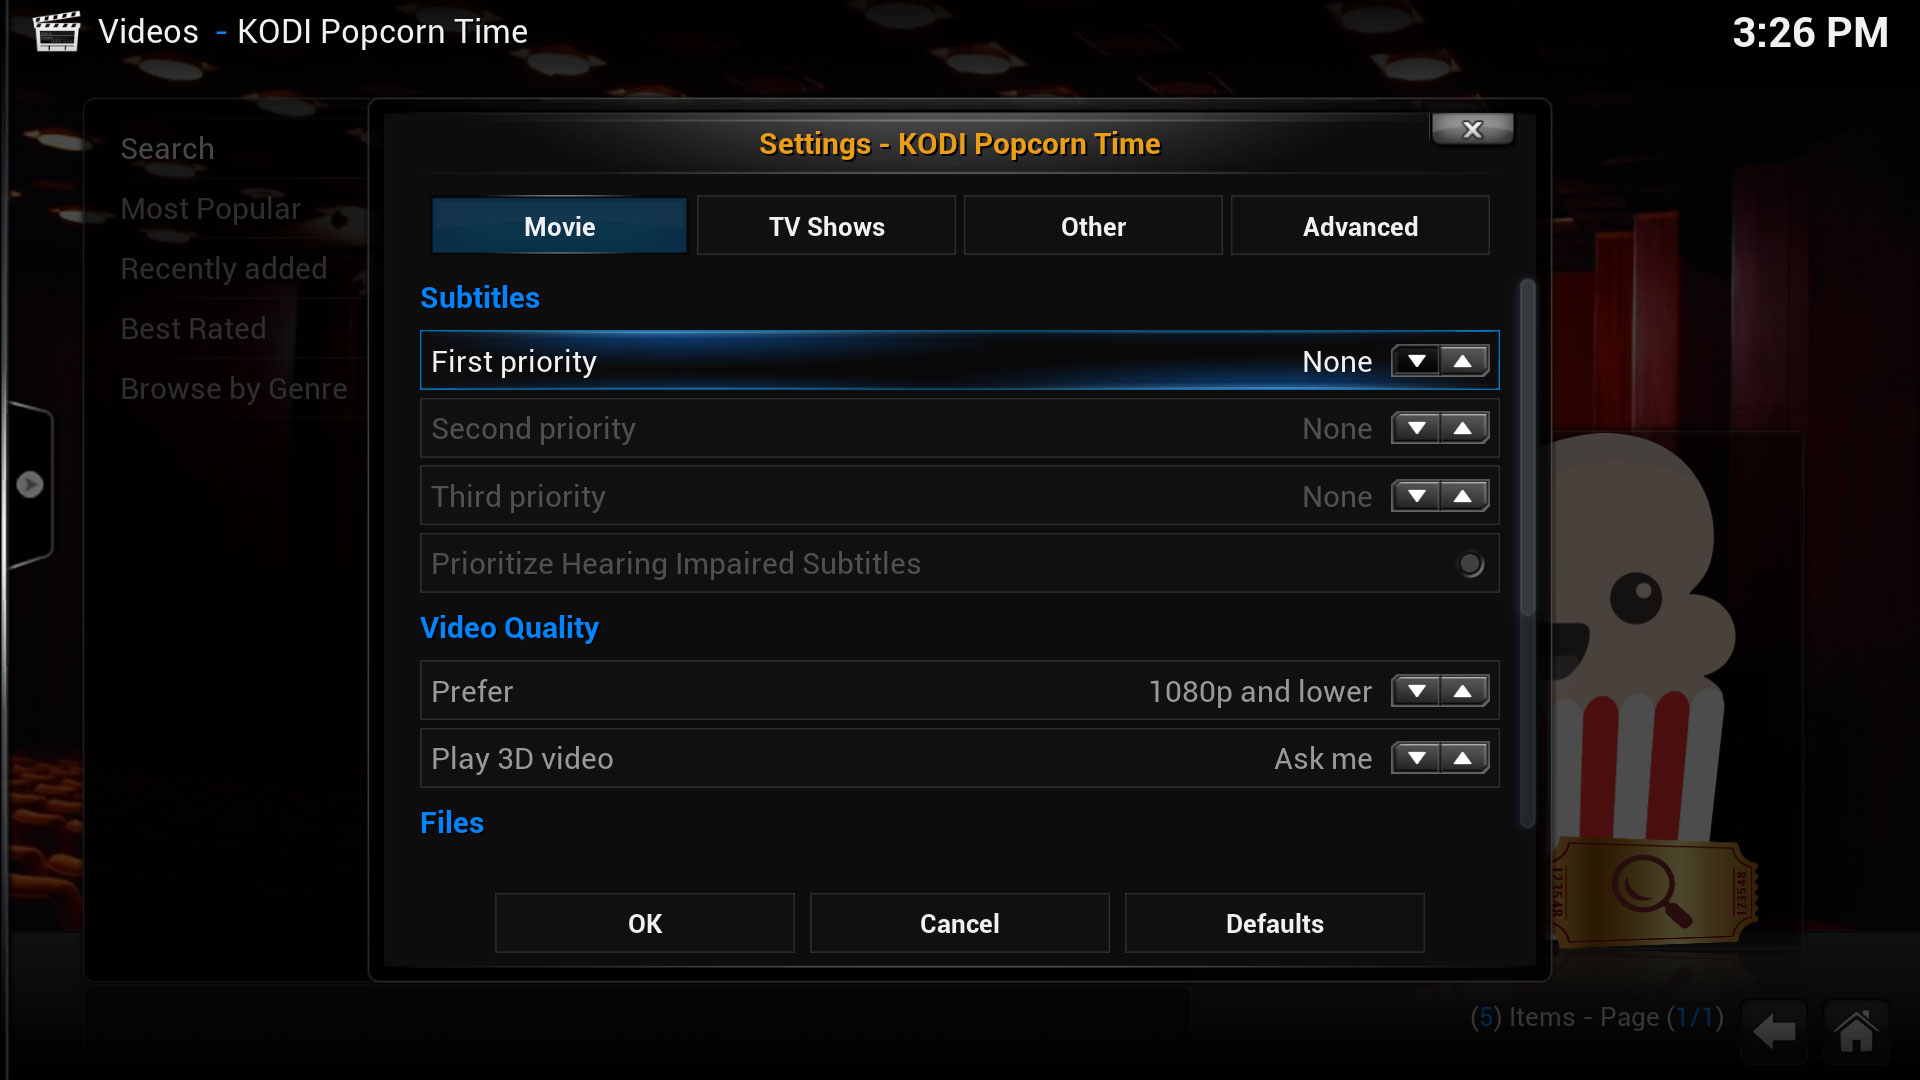 Videos - KODI Popcorn Time
3:26 PM
Search
Most Popular
Recently added
Best Rated
Browse by Genre
Settings - KODI Popcorn Time
X
Movie
TV Shows
Other
Advanced
Subtitles
First priority None
Second priority None
Third priority None
Prioritize Hearing Impaired Subtitles
Video Quality
Prefer 1080p and lower
Play 3D video Ask me
Files
OK
Cancel
Defaults
123548
123548
(5) Items - Page (1/1)